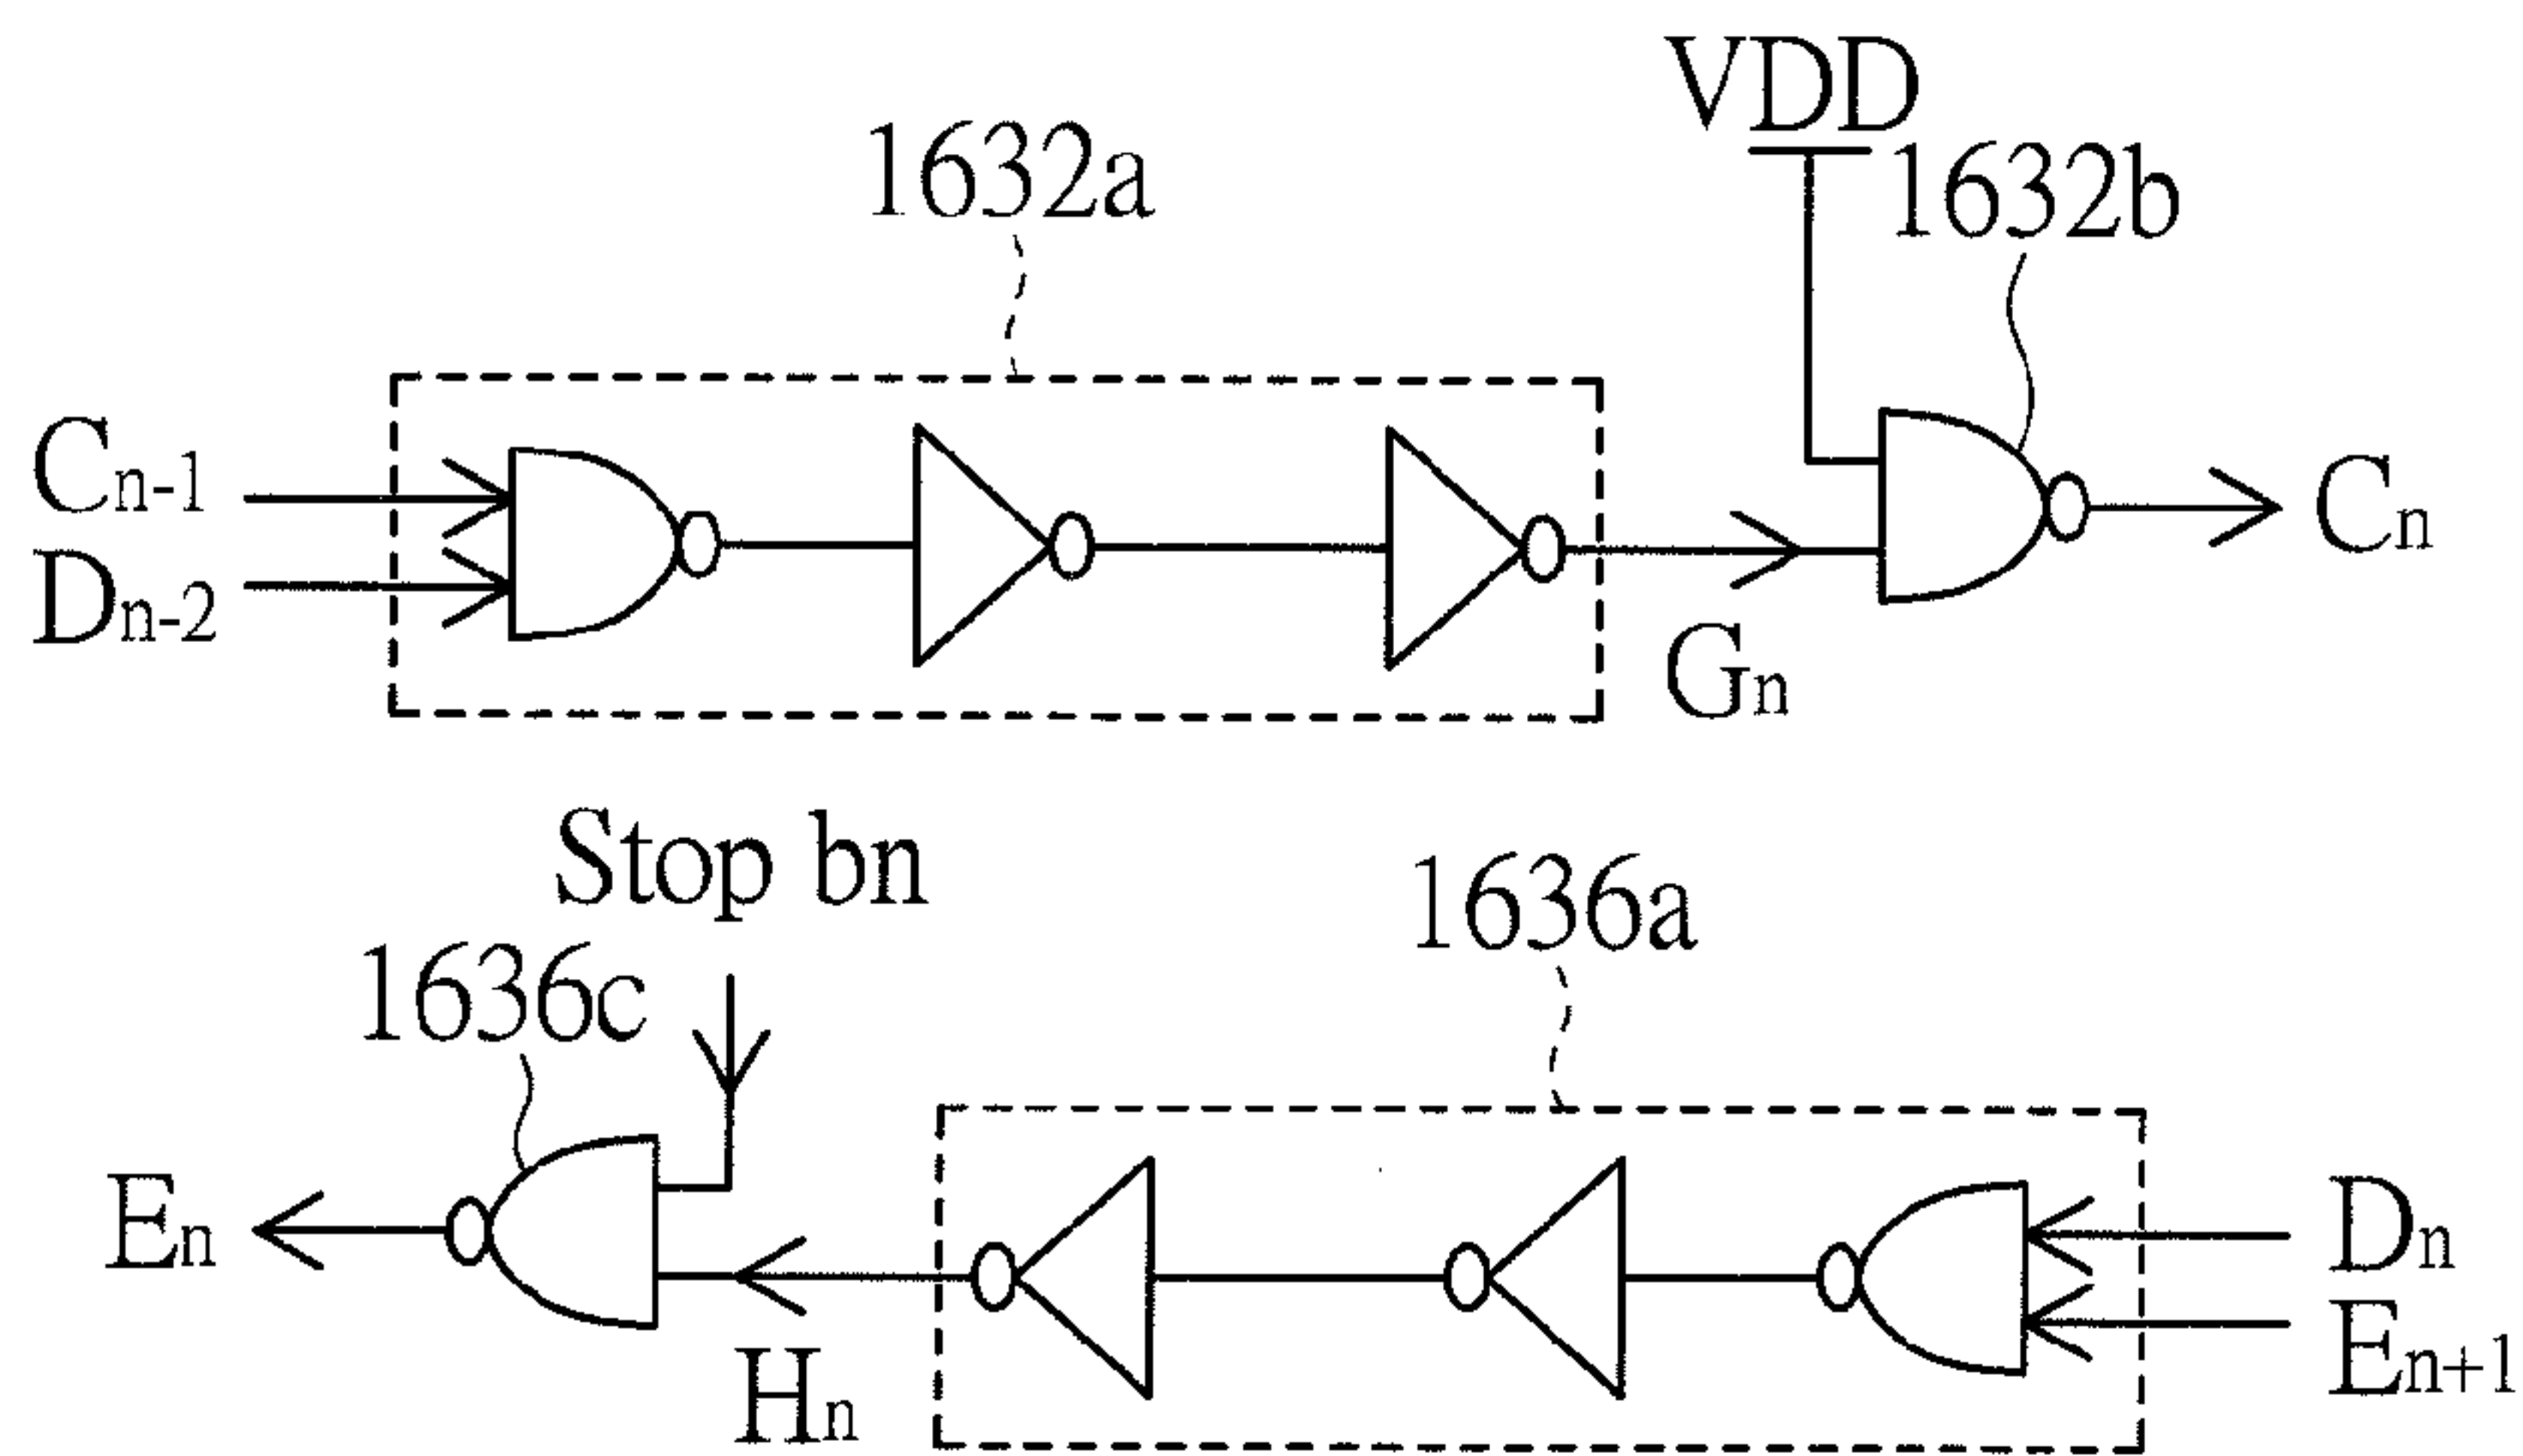 VDD
1632a
1632b
Cn-1
Dn-2
Gn
Cn
Stop bn
1636c
1636a
En
Hn
Dn
En+1